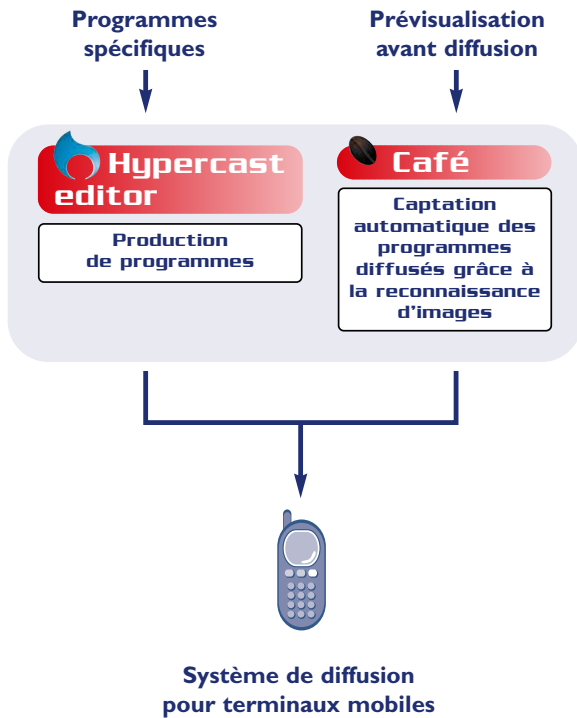 Programmes
spécifiques
Prévisualisation
avant diffusion
Hypercast
editor
Production
de programmes
Café
Captation
automatique des
programmes
diffusés grâce à
la reconnaissance
d'images
Système de diffusion
pour terminaux mobiles